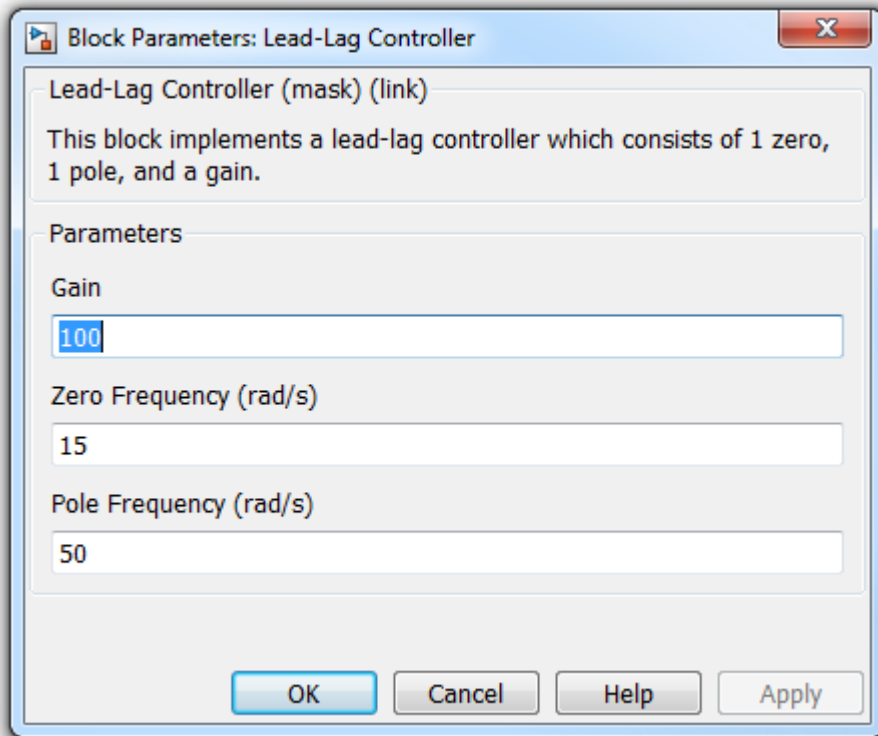 Block Parameters: Lead-Lag Controller
Lead-Lag Controller (mask) (link)
This block implements a lead-lag controller which consists of 1 zero,
1 pole, and a gain.
Parameters
Gain
100
Zero Frequency (rad/s)
15
Pole Frequency (rad/s)
50
OK Cancel Help Apply